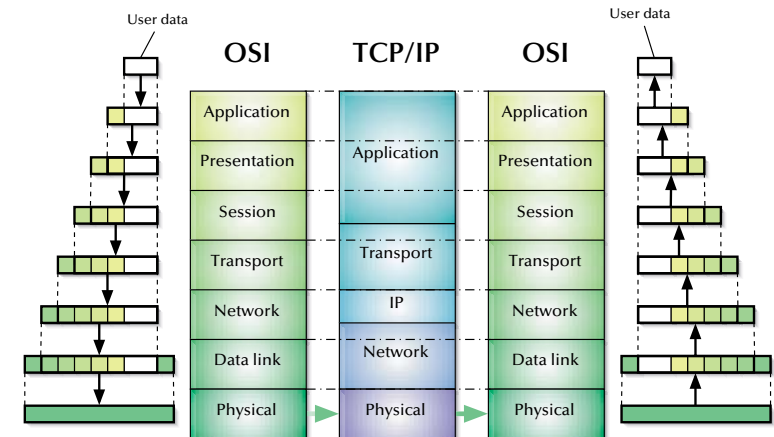 User data
User data
OSI
TCP/IP
OSI
Application
Presentation
Session
Transport
Network
Data link
Physical
Application
Transport
IP
Network
Physical
Application
Presentation
Session
Transport
Network
Data link
Physical